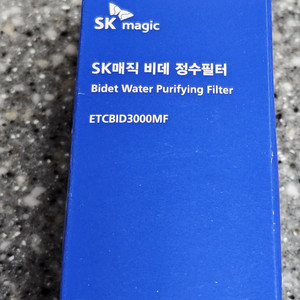 SK magic
SK매직 비데 정수필터
Bidet Water Purifying Filter
ETCBID3000MF